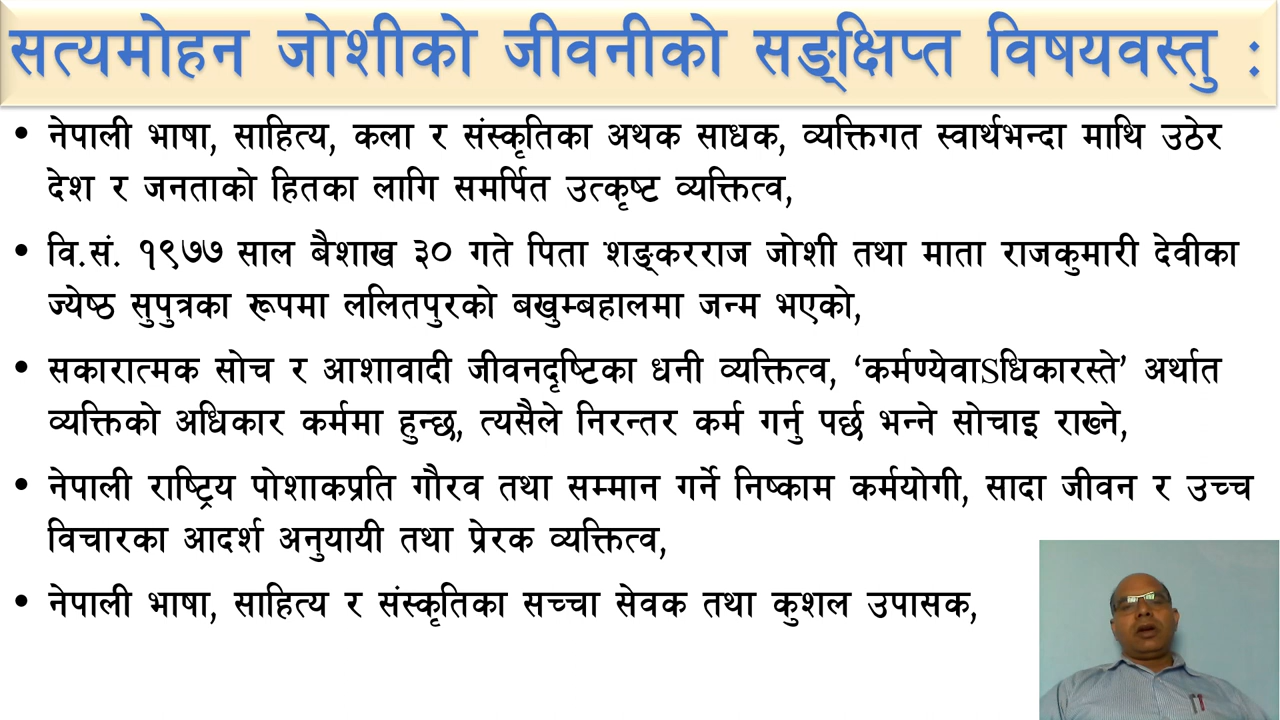 सत्यमोहन जोशीको जीवनीको सङ्क्षिप्त विषयवस्तु :
• नेपाली भाषा, साहित्य, कला र संस्कृतिका अथक साधक, व्यक्तिगत स्वार्थभन्दा माथि उठेर
देश र जनताको हितका लागि समर्पित उत्कृष्ट व्यक्तित्व,
• वि.सं. १९७७ साल बैशाख ३० गते पिता शङ्करराज जोशी तथा माता राजकुमारी देवीका
ज्येष्ठ सुपुत्रका रूपमा ललितपुरको बखुम्बहालमा जन्म भएको,
• सकारात्मक सोच र आशावादी जीवनदृष्टिका धनी व्यक्तित्व, ‘कर्मण्येवाSधिकारस्ते’ अर्थात
व्यक्तिको अधिकार कर्ममा हुन्छ, त्यसैले निरन्तर कर्म गर्नु पर्छ भन्ने सोचाइ राख्ने,
• नेपाली राष्ट्रिय पोशाकप्रति गौरव तथा सम्मान गर्ने निष्काम कर्मयोगी, सादा जीवन र उच्च
विचारका आदर्श अनुयायी तथा प्रेरक व्यक्तित्व,
• नेपाली भाषा, साहित्य र संस्कृतिका सच्चा सेवक तथा कुशल उपासक,